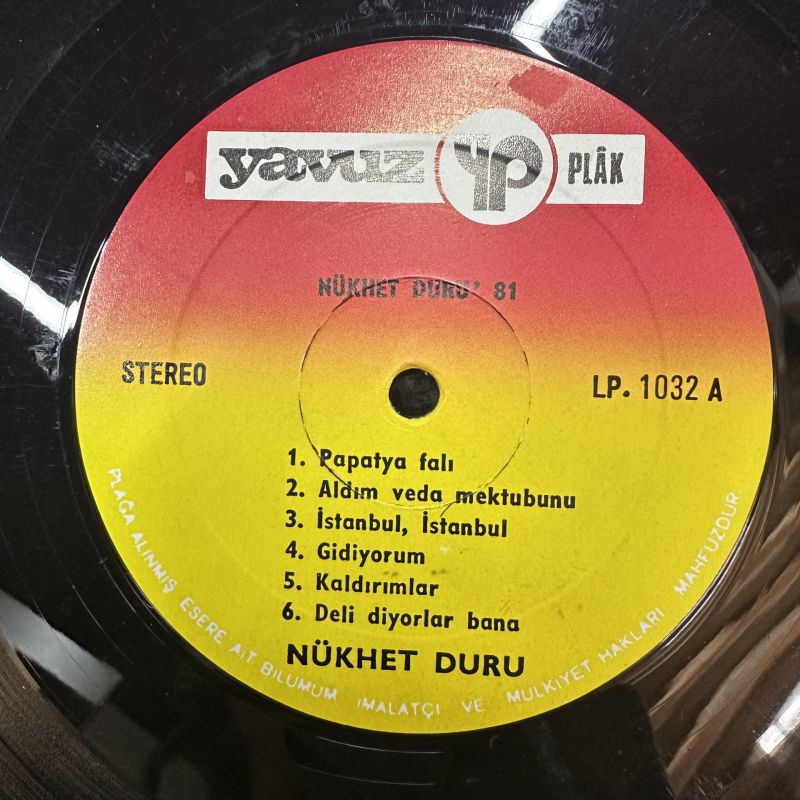 yavuz yp PLÂK
NÜKHET DURU' 81
STEREO
LP. 1032 A
1. Papatya falı
2. Aldım veda mektubunu
3. İstanbul, İstanbul
4. Gidiyorum
5. Kaldırımlar
6. Deli diyorlar bana
NÜKHET DURU
PLAĞA ALINMIŞ ESERE AİT BİLUMUM İMALATÇI VE MULKIYET HAKLARI MAHFUZDUR